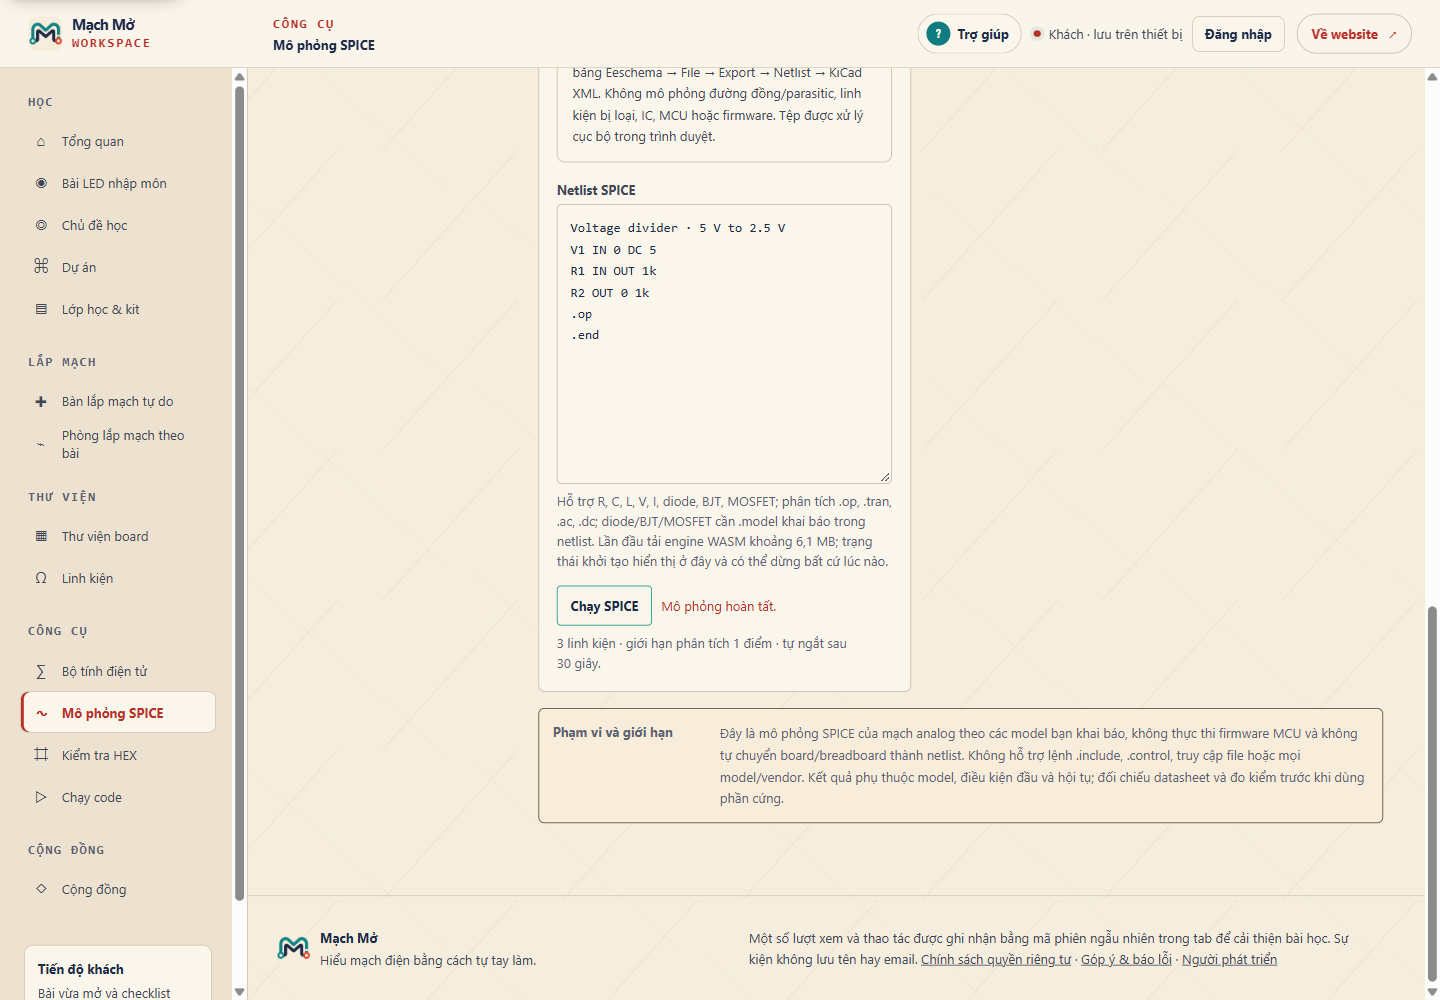 Mạch Mở
WORKSPACE
CÔNG CỤ
Mô phỏng SPICE
? Trợ giúp
Khách · lưu trên thiết bị
Đăng nhập
Về website ↗
HỌC
Tổng quan
Bài LED nhập môn
Chủ đề học
Dự án
Lớp học & kit
LẮP MẠCH
Bàn lắp mạch tự do
Phòng lắp mạch theo
bài
THƯ VIỆN
Thư viện board
Linh kiện
CÔNG CỤ
Bộ tính điện tử
Mô phỏng SPICE
Kiểm tra HEX
Chạy code
CỘNG ĐỒNG
Cộng đồng
Tiến độ khách
Bài vừa mở và checklist
bằng Eeschema → File → Export → Netlist → KiCad
XML. Không mô phỏng đường đồng/parasitic, linh
kiện bị loại, IC, MCU hoặc firmware. Tệp được xử lý
cục bộ trong trình duyệt.
Netlist SPICE
Voltage divider · 5 V to 2.5 V
V1 IN 0 DC 5
R1 IN OUT 1k
R2 OUT 0 1k
.op
.end
Hỗ trợ R, C, L, V, I, diode, BJT, MOSFET; phân tích .op, .tran,
.ac, .dc; diode/BJT/MOSFET cần .model khai báo trong
netlist. Lần đầu tải engine WASM khoảng 6,1 MB; trạng
thái khởi tạo hiển thị ở đây và có thể dừng bất cứ lúc nào.
Chạy SPICE
Mô phỏng hoàn tất.
3 linh kiện · giới hạn phân tích 1 điểm · tự ngắt sau
30 giây.
Phạm vi và giới hạn
Đây là mô phỏng SPICE của mạch analog theo các model bạn khai báo, không thực thi firmware MCU và không
tự chuyển board/breadboard thành netlist. Không hỗ trợ lệnh .include, .control, truy cập file hoặc mọi
model/vendor. Kết quả phụ thuộc model, điều kiện đầu và hội tụ; đối chiếu datasheet và đo kiểm trước khi dùng
phần cứng.
Mạch Mở
Hiểu mạch điện bằng cách tự tay làm.
Một số lượt xem và thao tác được ghi nhận bằng mã phiên ngẫu nhiên trong tab để cải thiện bài học. Sự
kiện không lưu tên hay email. Chính sách quyền riêng tư · Góp ý & báo lỗi · Người phát triển